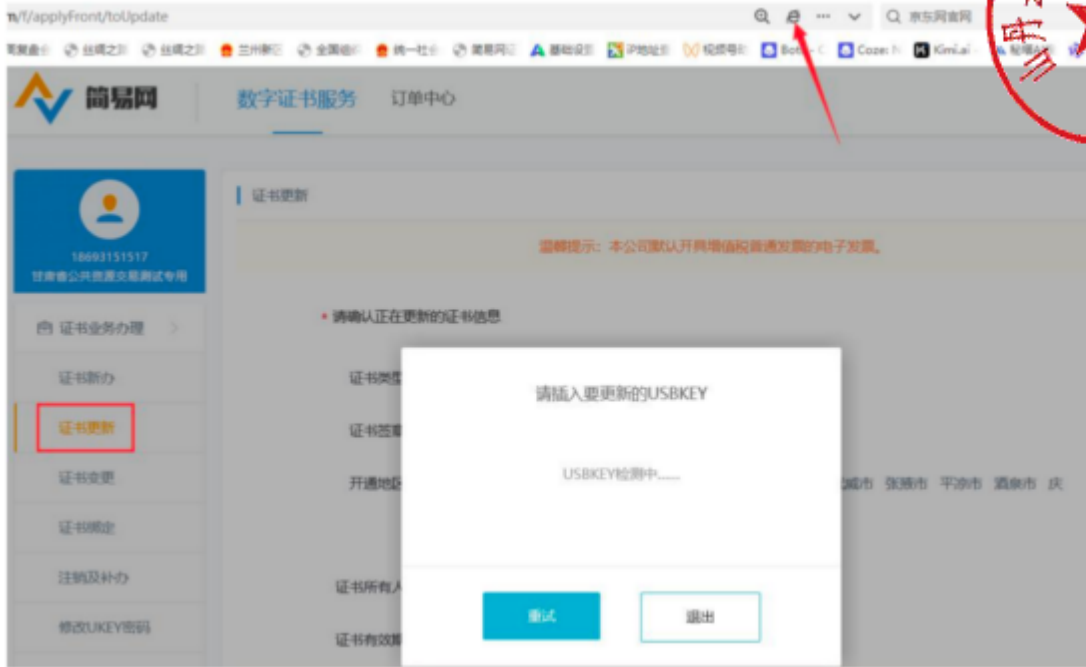 n/f/applyFront/toUpdate
京东网官网
丝绸之 丝绸之 兰州新区 全国组 统一社会 简易网 基础设 IP地址 视频号 Bot Coze: Kimi.ai
简易网 数字证书服务 订单中心
18693151517
甘肃省公共资源交易测试专用
证书更新
温馨提示：本公司默认开具增值税普通发票的电子发票。
证书业务办理
证书新办
证书更新
证书变更
证书绑定
注销及补办
修改UKEY密码
* 请确认正在更新的证书信息
证书类型
证书签章
开通地区
威市 张掖市 平凉市 酒泉市 庆
证书所有人
证书有效期
请插入要更新的USBKEY
USBKEY检测中......
重试 退出